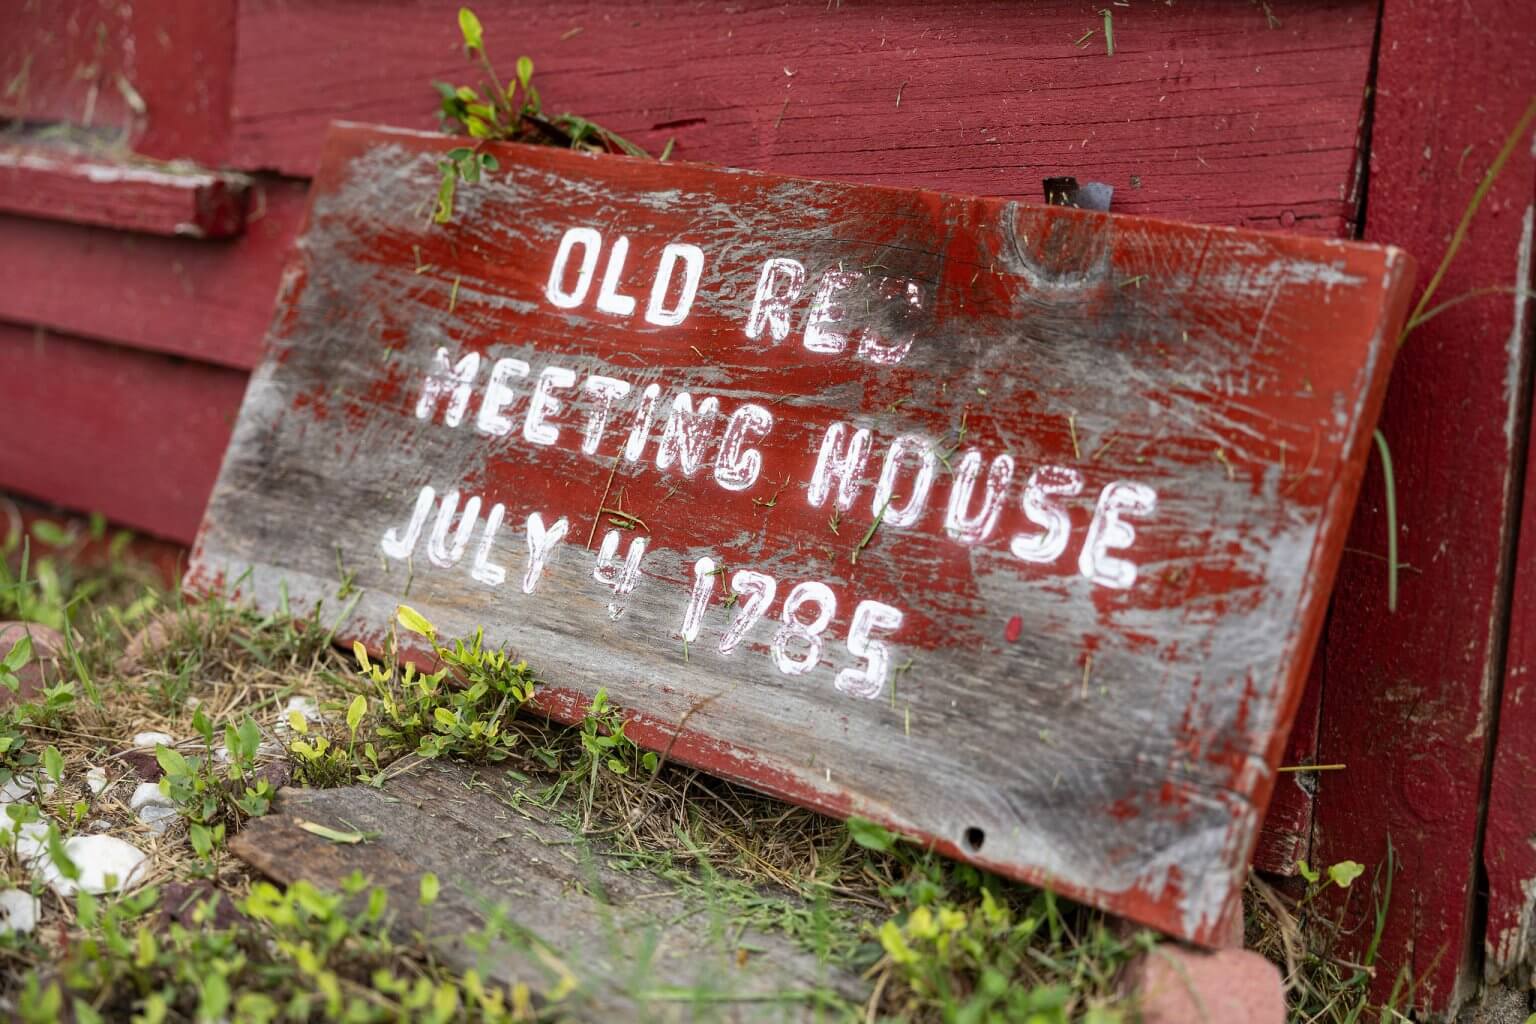 OLD RED
MEETING HOUSE
JULY 4 1785